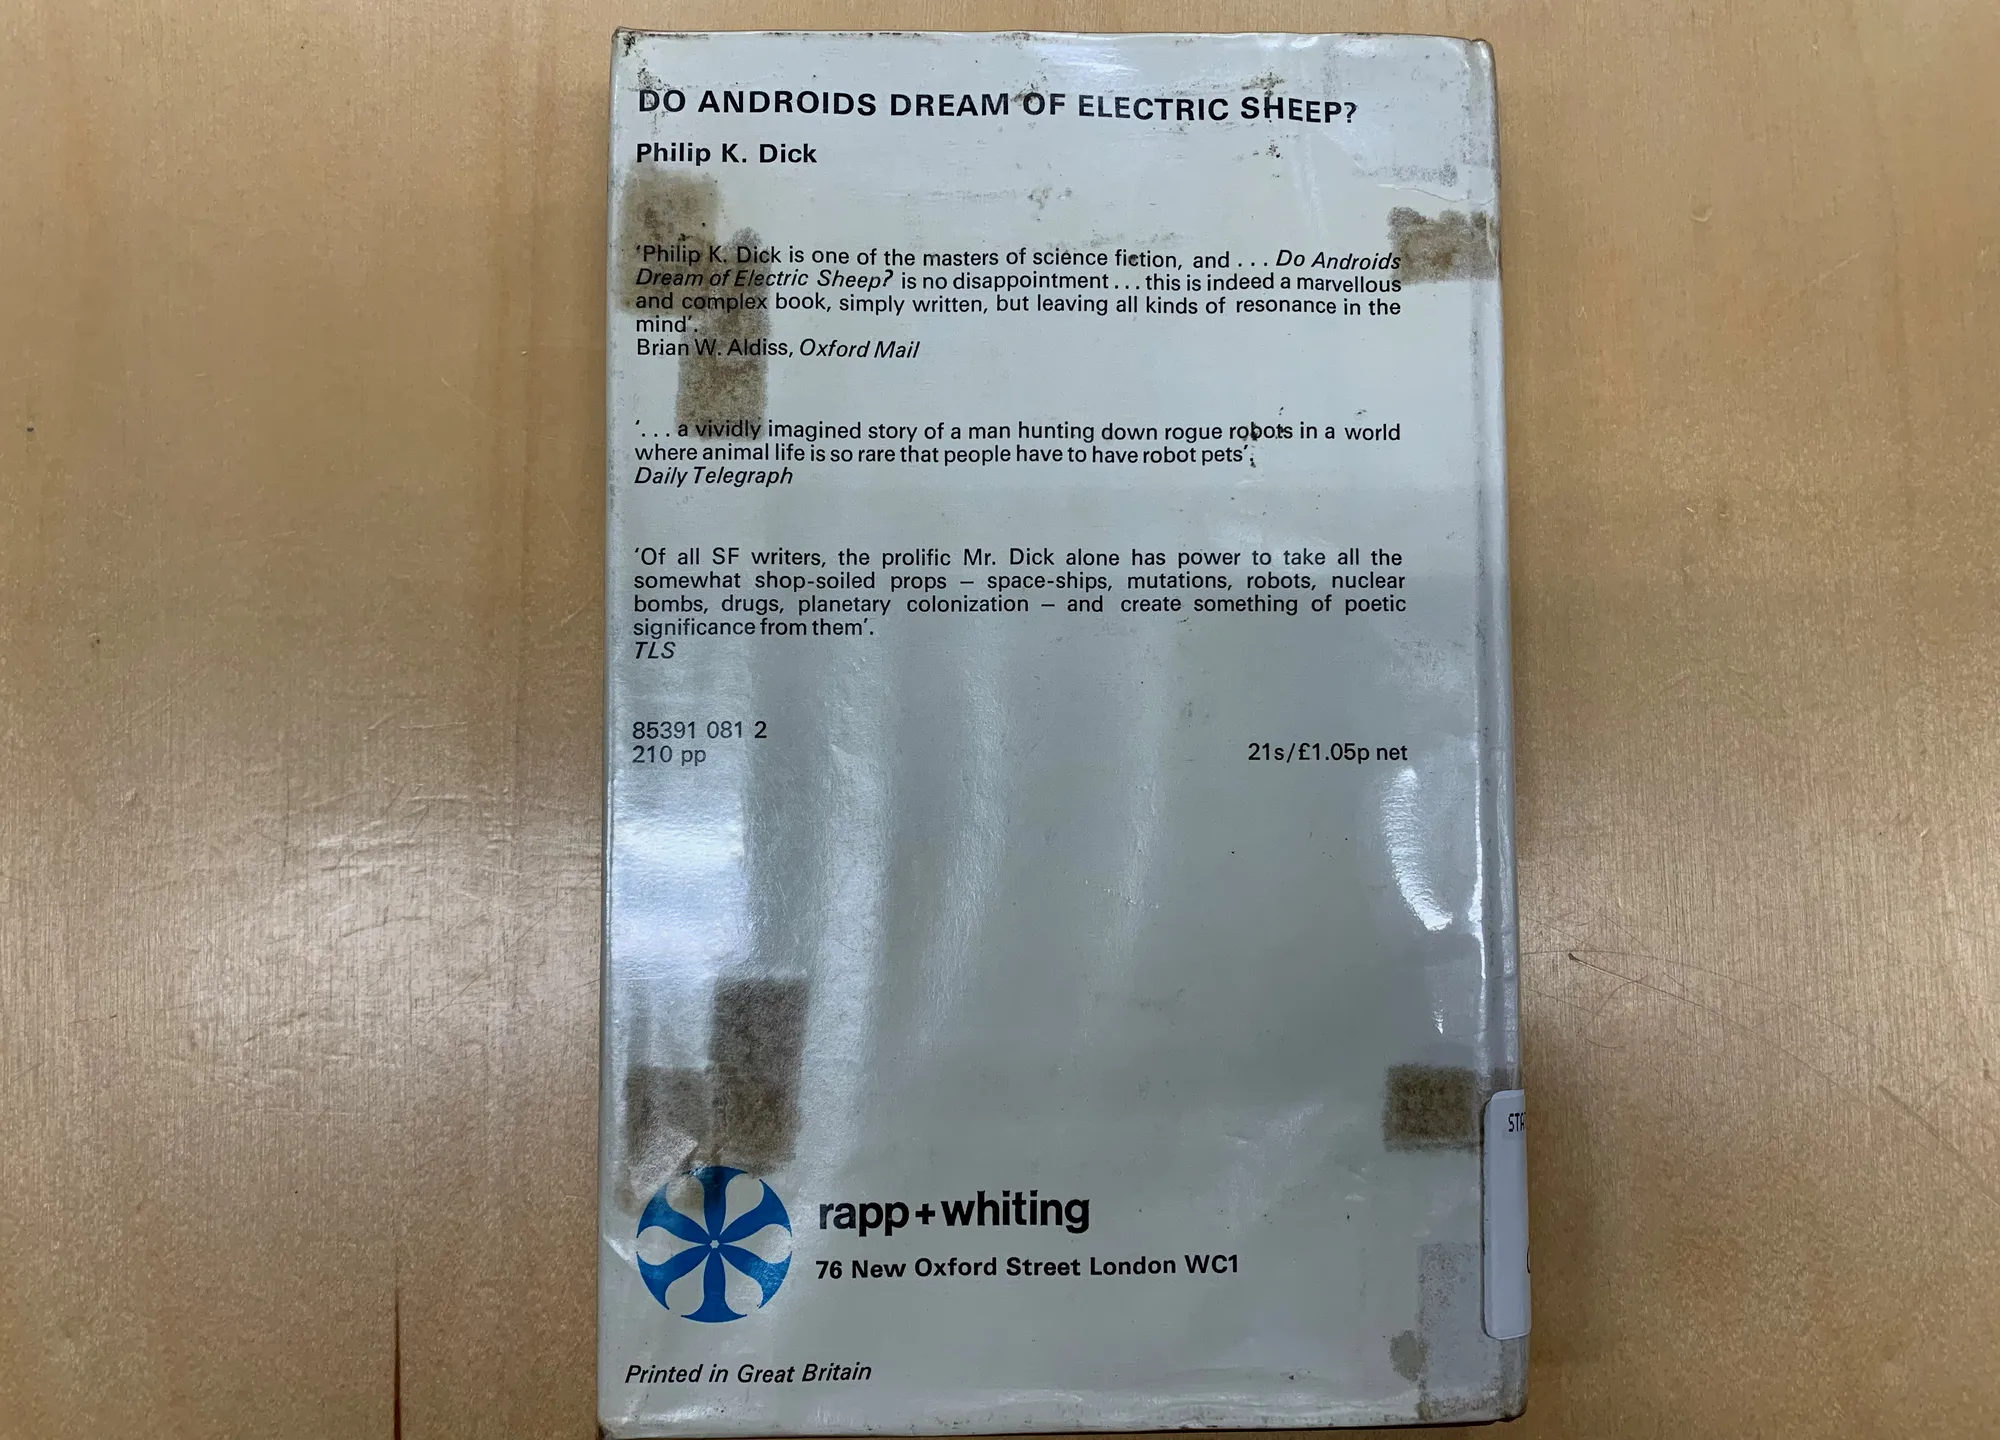 DO ANDROIDS DREAM OF ELECTRIC SHEEP?
Philip K. Dick
‘Philip K. Dick is one of the masters of science fiction, and . . . Do Androids
Dream of Electric Sheep? is no disappointment . . . this is indeed a marvellous
and complex book, simply written, but leaving all kinds of resonance in the
mind’.
Brian W. Aldiss, Oxford Mail
‘. . . a vividly imagined story of a man hunting down rogue robots in a world
where animal life is so rare that people have to have robot pets’.
Daily Telegraph
‘Of all SF writers, the prolific Mr. Dick alone has power to take all the
somewhat shop-soiled props – space-ships, mutations, robots, nuclear
bombs, drugs, planetary colonization – and create something of poetic
significance from them’.
TLS
85391 081 2
210 pp
21s/£1.05p net
rapp+whiting
76 New Oxford Street London WC1
Printed in Great Britain